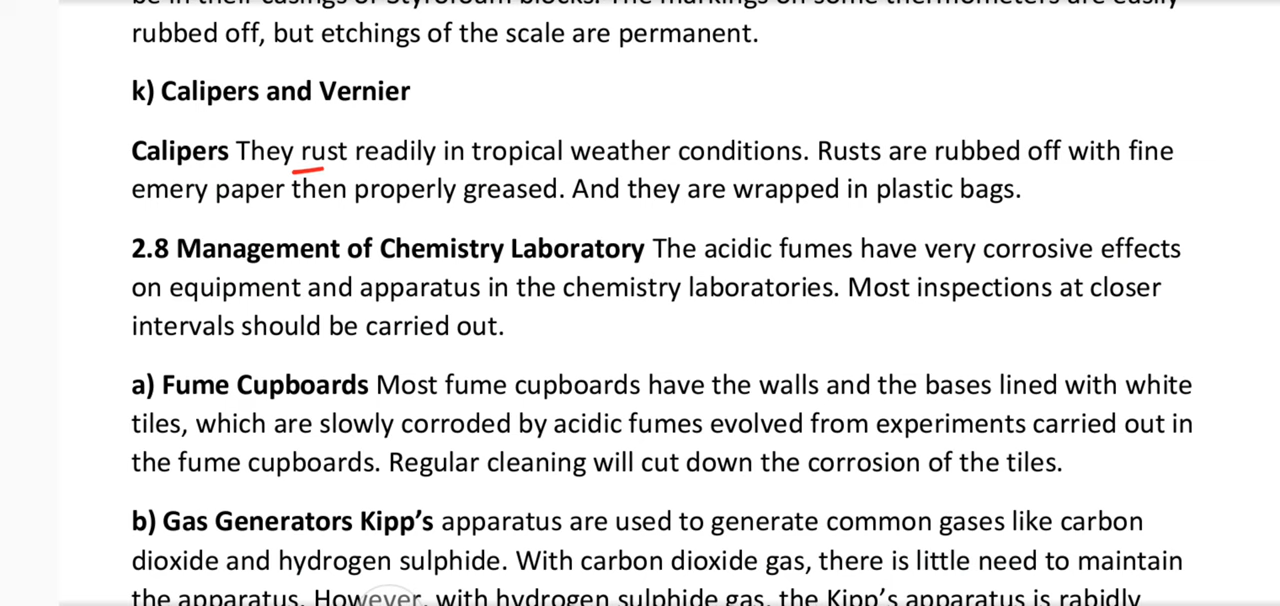 rubbed off, but etchings of the scale are permanent.
k) Calipers and Vernier
Calipers They rust readily in tropical weather conditions. Rusts are rubbed off with fine
emery paper then properly greased. And they are wrapped in plastic bags.
2.8 Management of Chemistry Laboratory The acidic fumes have very corrosive effects
on equipment and apparatus in the chemistry laboratories. Most inspections at closer
intervals should be carried out.
a) Fume Cupboards Most fume cupboards have the walls and the bases lined with white
tiles, which are slowly corroded by acidic fumes evolved from experiments carried out in
the fume cupboards. Regular cleaning will cut down the corrosion of the tiles.
b) Gas Generators Kipp’s apparatus are used to generate common gases like carbon
dioxide and hydrogen sulphide. With carbon dioxide gas, there is little need to maintain
the apparatus. However, with hydrogen sulphide gas, the Kipp’s apparatus is rabidly